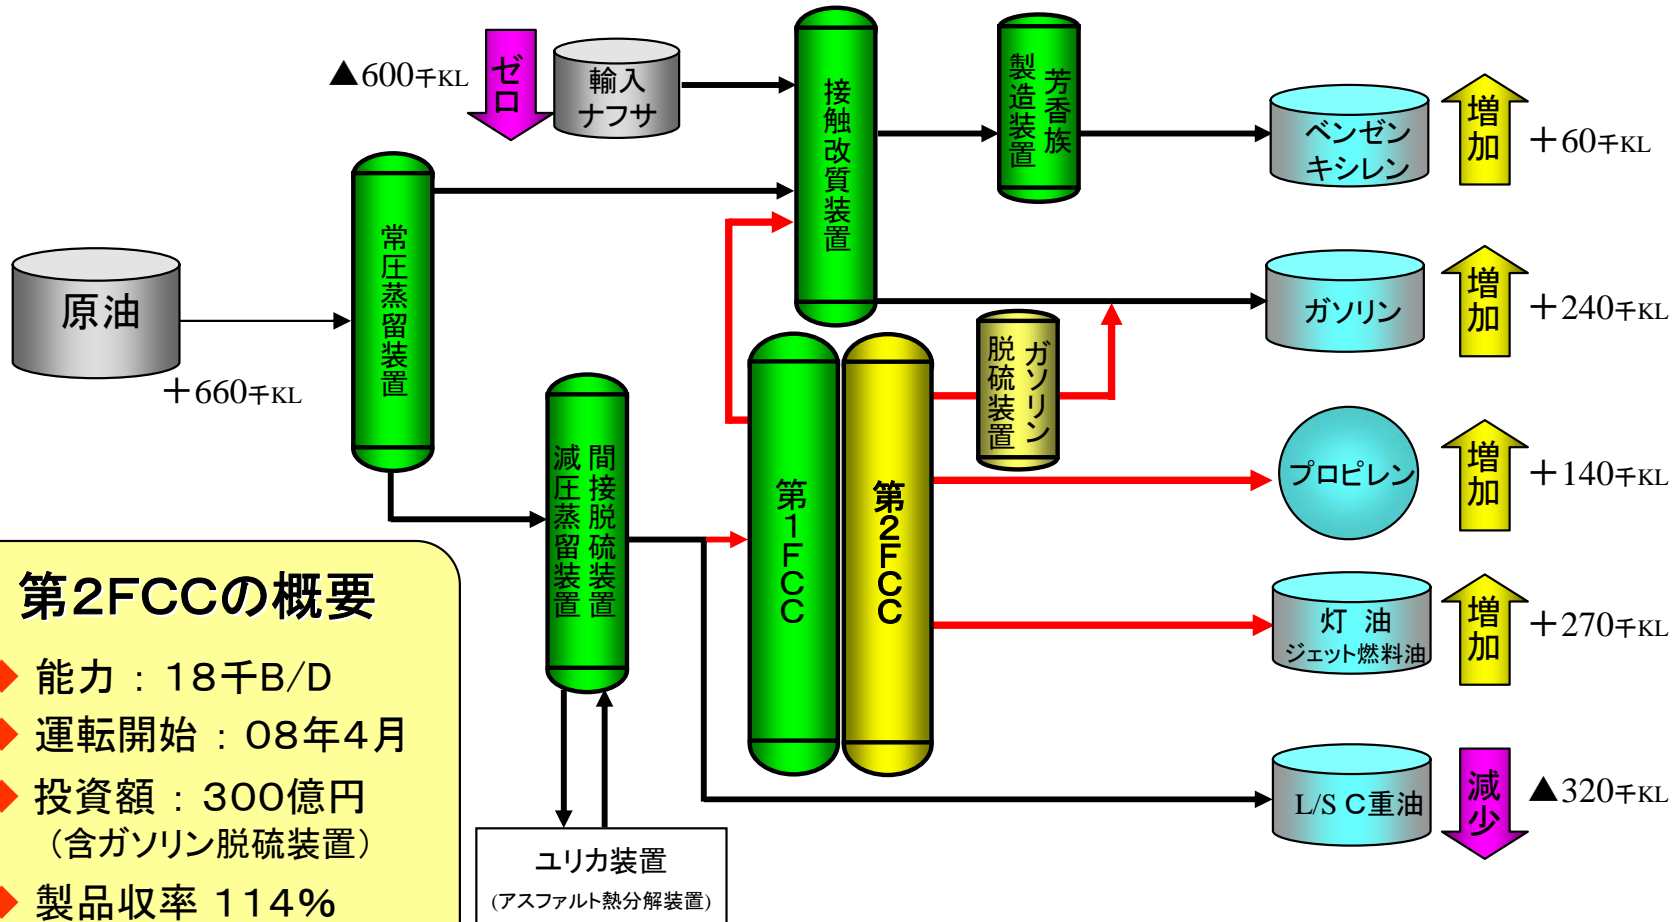 ▲600千KL
ゼロ
輸入
ナフサ
接触改質装置
芳香族
製造装置
ベンゼン
キシレン
増加
＋60千KL
原油
＋660千KL
常圧蒸留装置
ガソリン
増加
＋240千KL
ガソリン
脱硫装置
間接脱硫装置
減圧蒸留装置
第1FCC
第2FCC
プロピレン
増加
＋140千KL
灯 油
ジェット燃料油
増加
＋270千KL
L/S C重油
減少
▲320千KL
ユリカ装置
(アスファルト熱分解装置)
第2FCCの概要
能力 : 18千B/D
運転開始 : 08年4月
投資額 : 300億円
(含ガソリン脱硫装置)
製品収率 114%